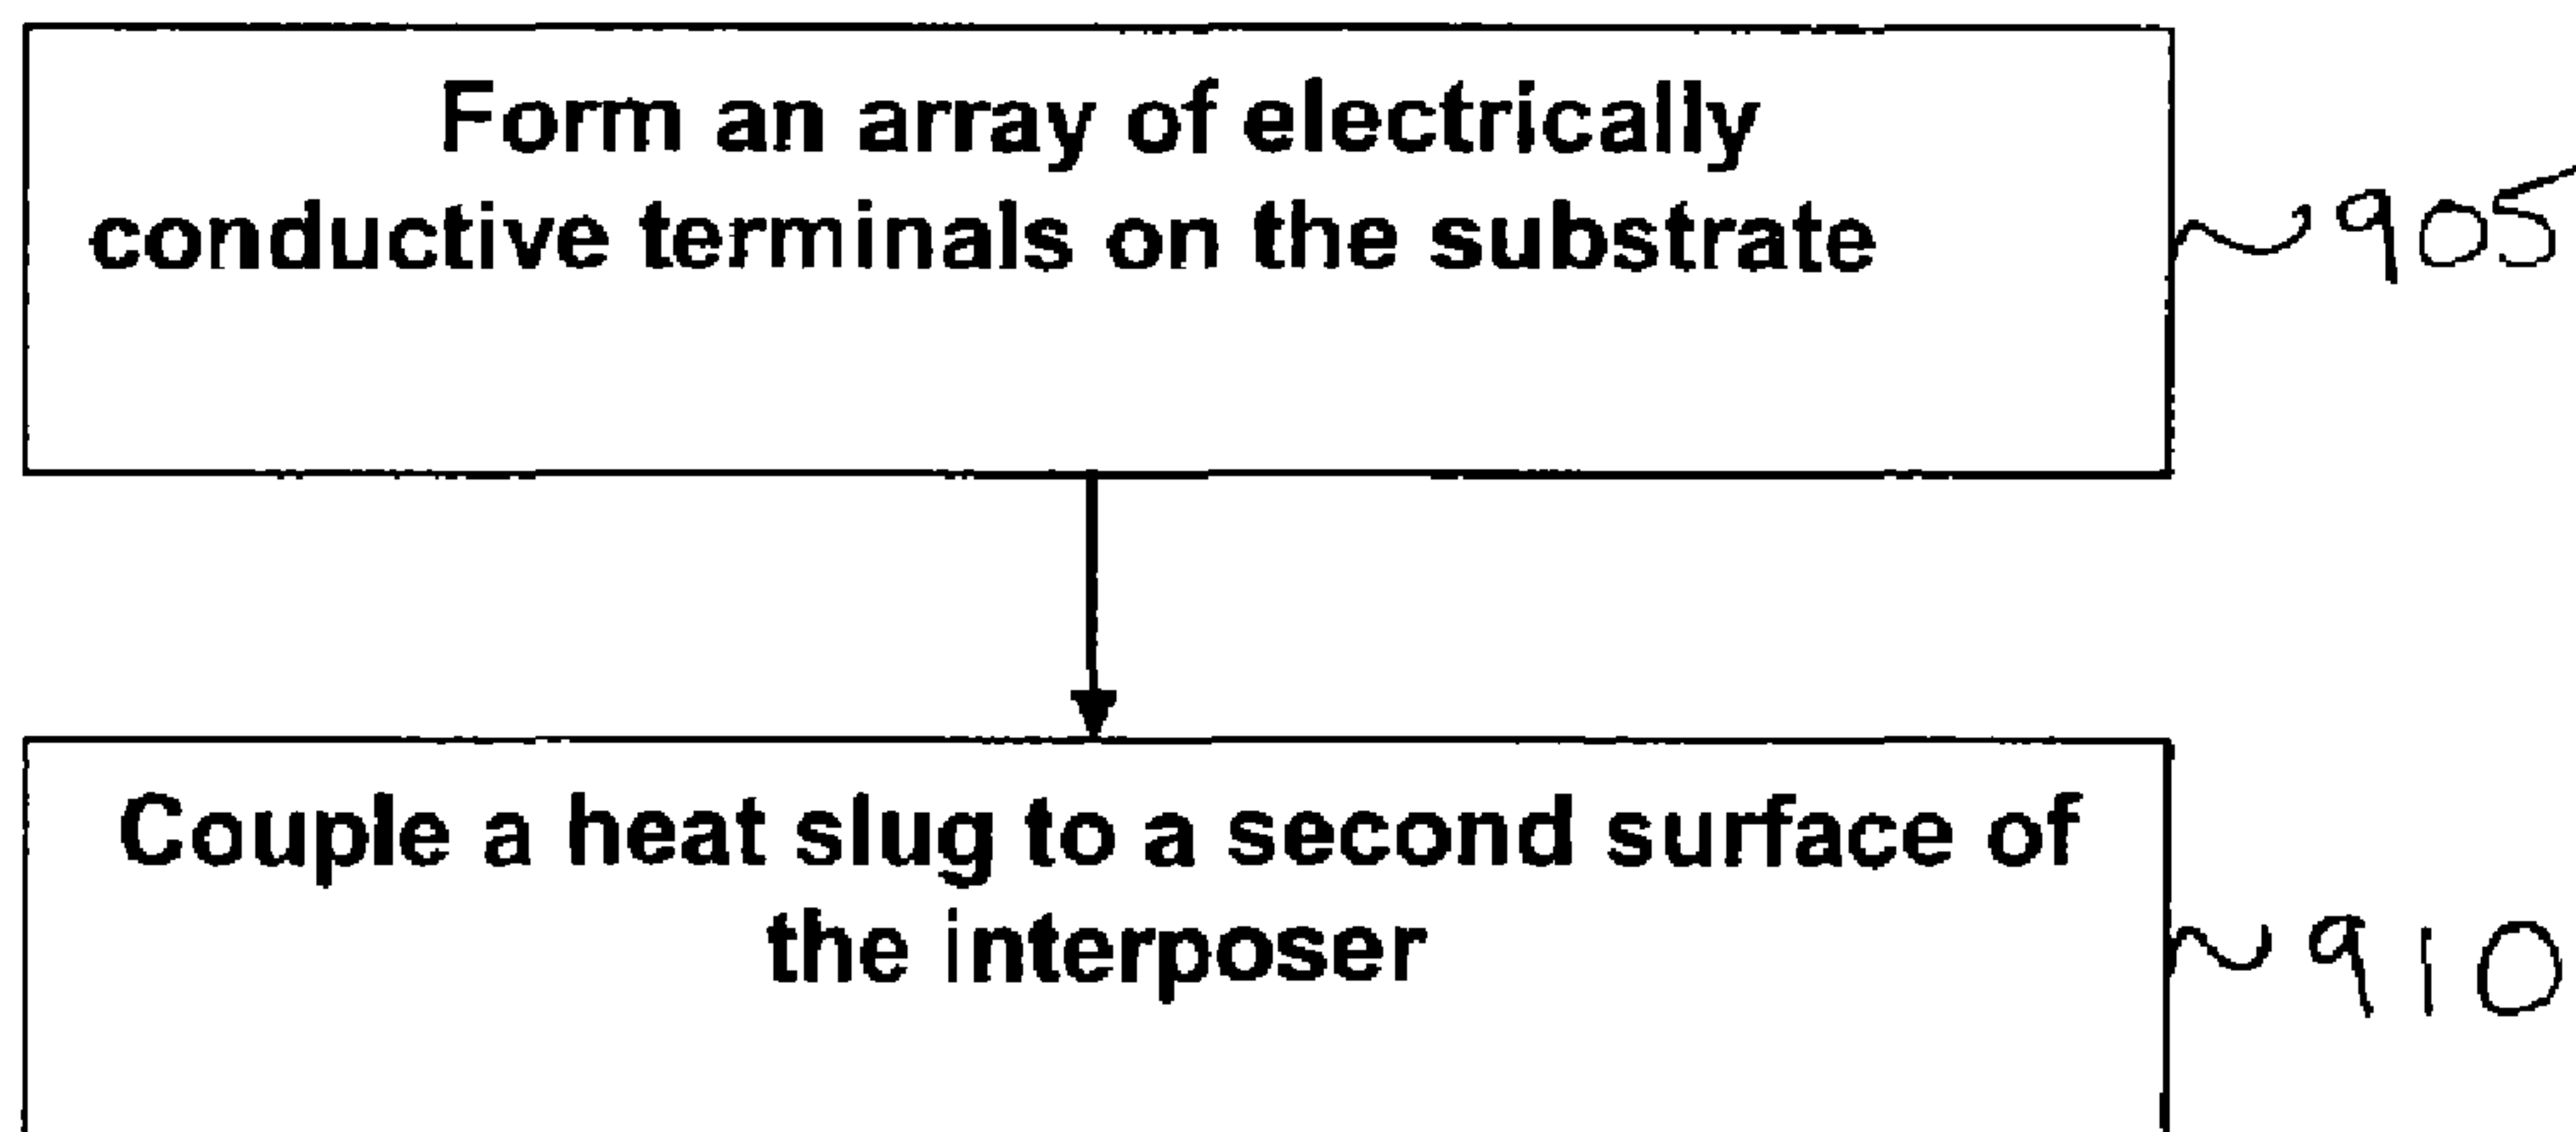 Form an array of electrically
conductive terminals on the substrate
905
Couple a heat slug to a second surface of
the interposer
910